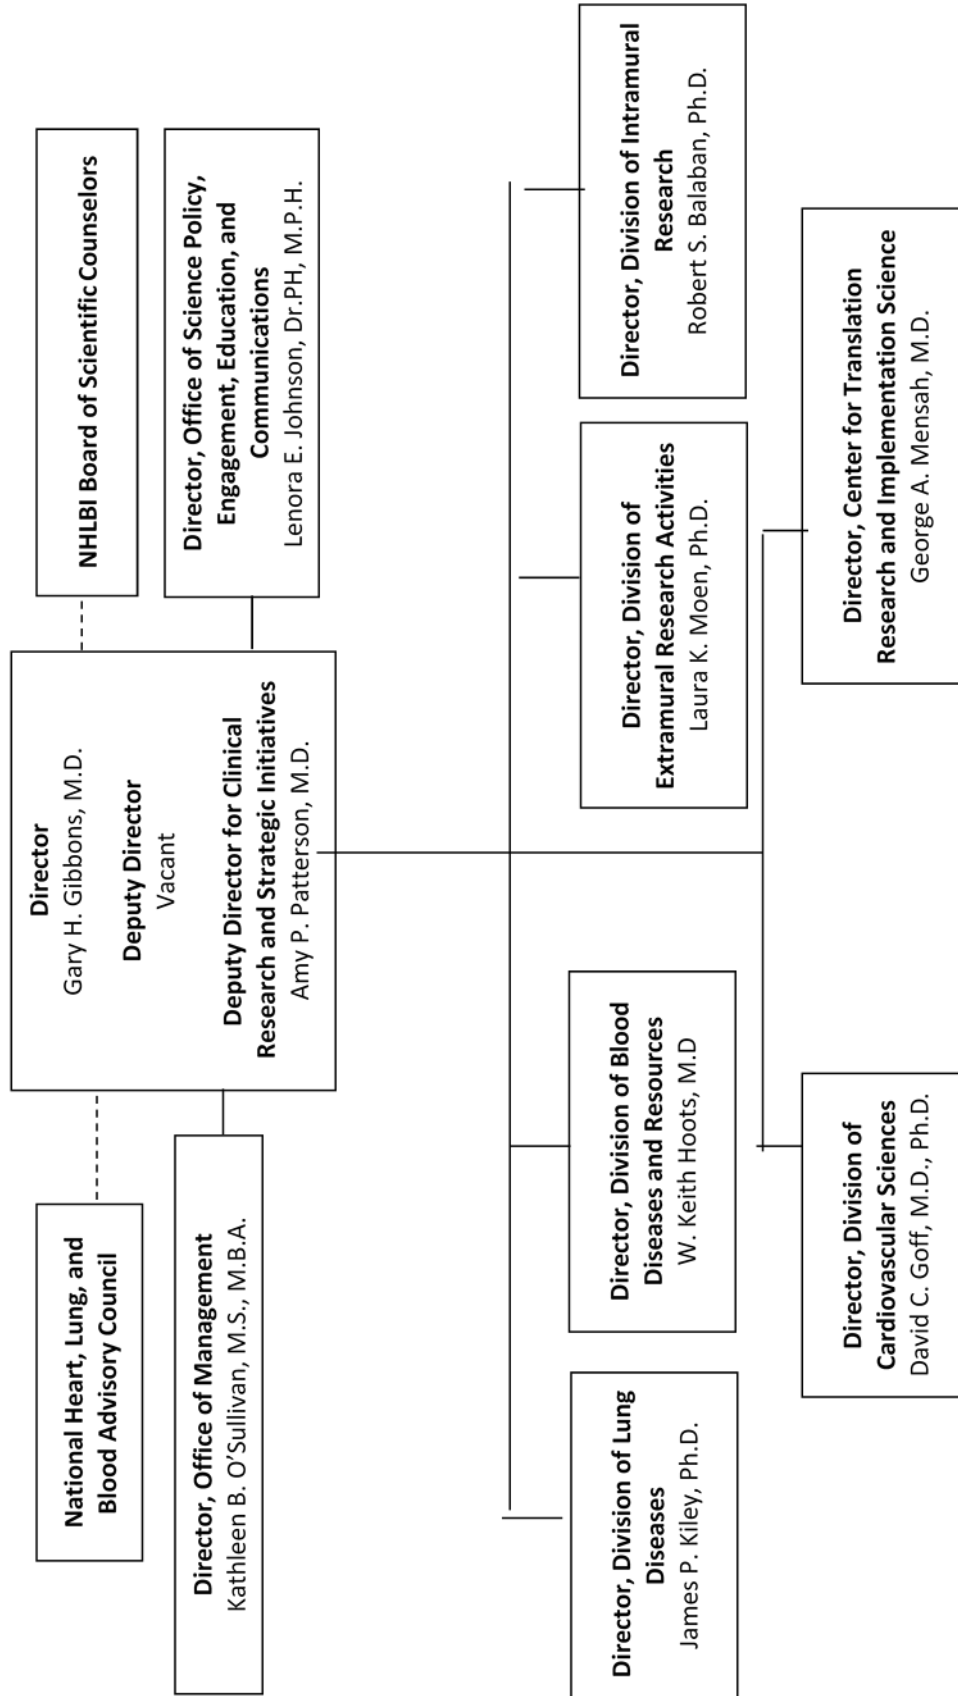 National Heart, Lung, and
Blood Advisory Council
Director
Gary H. Gibbons, M.D.
Deputy Director
Vacant
Deputy Director for Clinical
Research and Strategic Initiatives
Amy P. Patterson, M.D.
NHLBI Board of Scientific Counselors
Director, Office of Management
Kathleen B. O’Sullivan, M.S., M.B.A.
Director, Office of Science Policy,
Engagement, Education, and
Communications
Lenora E. Johnson, Dr.PH, M.P.H.
Director, Division of Lung
Diseases
James P. Kiley, Ph.D.
Director, Division of Blood
Diseases and Resources
W. Keith Hoots, M.D
Director, Division of
Extramural Research Activities
Laura K. Moen, Ph.D.
Director, Division of Intramural
Research
Robert S. Balaban, Ph.D.
Director, Division of
Cardiovascular Sciences
David C. Goff, M.D., Ph.D.
Director, Center for Translation
Research and Implementation Science
George A. Mensah, M.D.